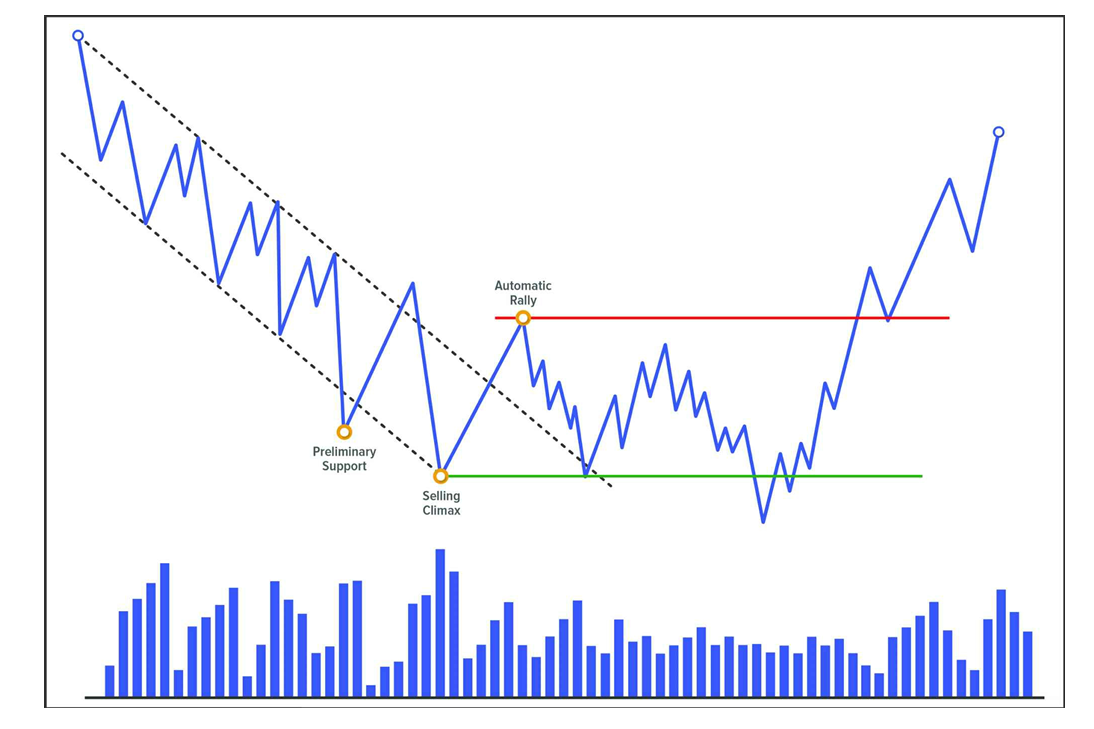 Automatic
Rally
Preliminary
Support
Selling
Climax